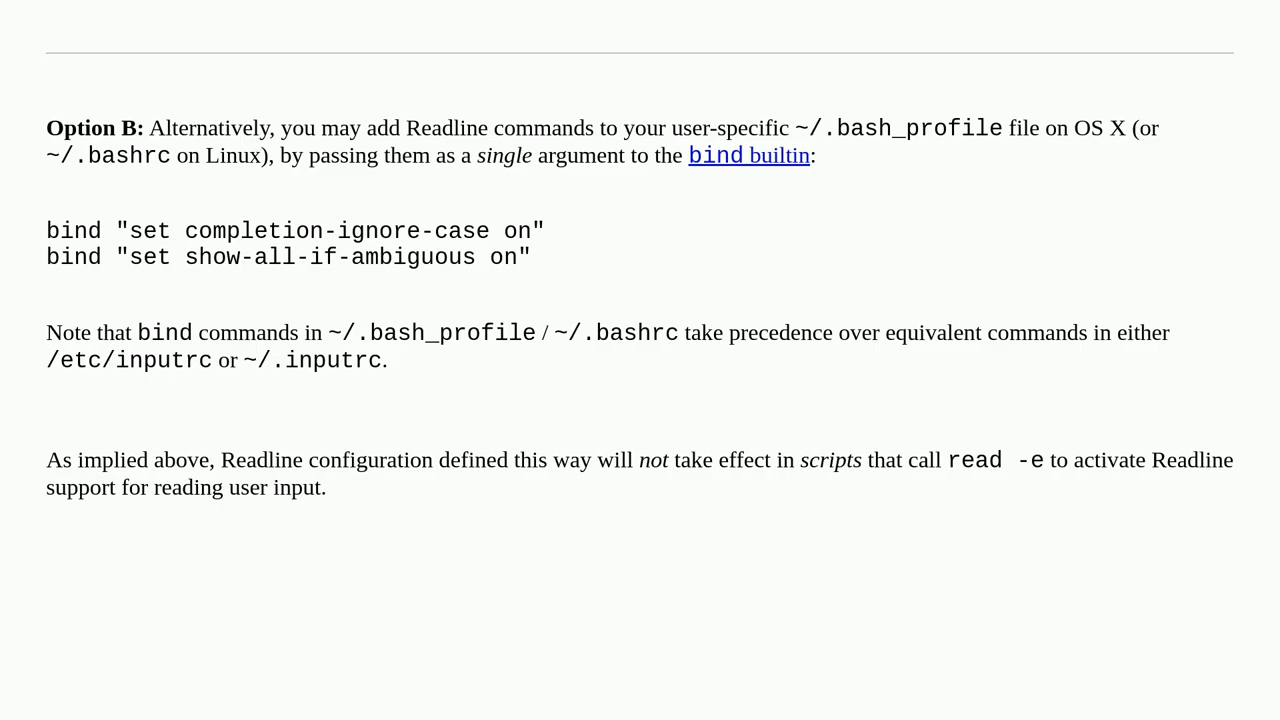 Option B: Alternatively, you may add Readline commands to your user-specific ~/.bash_profile file on OS X (or
~/.bashrc on Linux), by passing them as a single argument to the bind builtin:
bind "set completion-ignore-case on"
bind "set show-all-if-ambiguous on"
Note that bind commands in ~/.bash_profile / ~/.bashrc take precedence over equivalent commands in either
/etc/inputrc or ~/.inputrc.
As implied above, Readline configuration defined this way will not take effect in scripts that call read -e to activate Readline
support for reading user input.